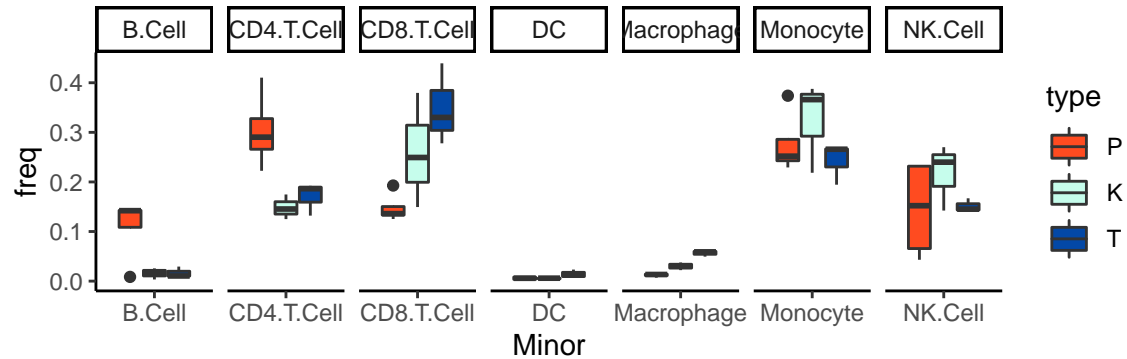 B.Cell
CD4.T.Cell
CD8.T.Cell
DC
Macrophage
Monocyte
NK.Cell
0.4
0.3
0.2
0.1
0.0
freq
B.Cell
CD4.T.Cell
CD8.T.Cell
DC
Macrophage
Monocyte
NK.Cell
Minor
type
P
K
T